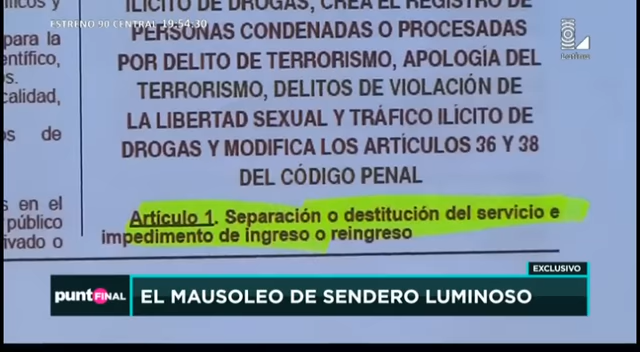 ILÍCITO DE DROGAS, CREA EL REGISTRO DE
ESTRENO 90 CENTRAL 19:54:30
PERSONAS CONDENADAS O PROCESADAS
POR DELITO DE TERRORISMO, APOLOGÍA DEL
TERRORISMO, DELITOS DE VIOLACIÓN DE
LA LIBERTAD SEXUAL Y TRÁFICO ILÍCITO DE
DROGAS Y MODIFICA LOS ARTÍCULOS 36 Y 38
DEL CÓDIGO PENAL
Artículo 1. Separación o destitución del servicio e
impedimento de ingreso o reingreso
para la
entífico,
calidad,
de
s en el
público
ivado o
Latina
EXCLUSIVO
punto FINAL
EL MAUSOLEO DE SENDERO LUMINOSO